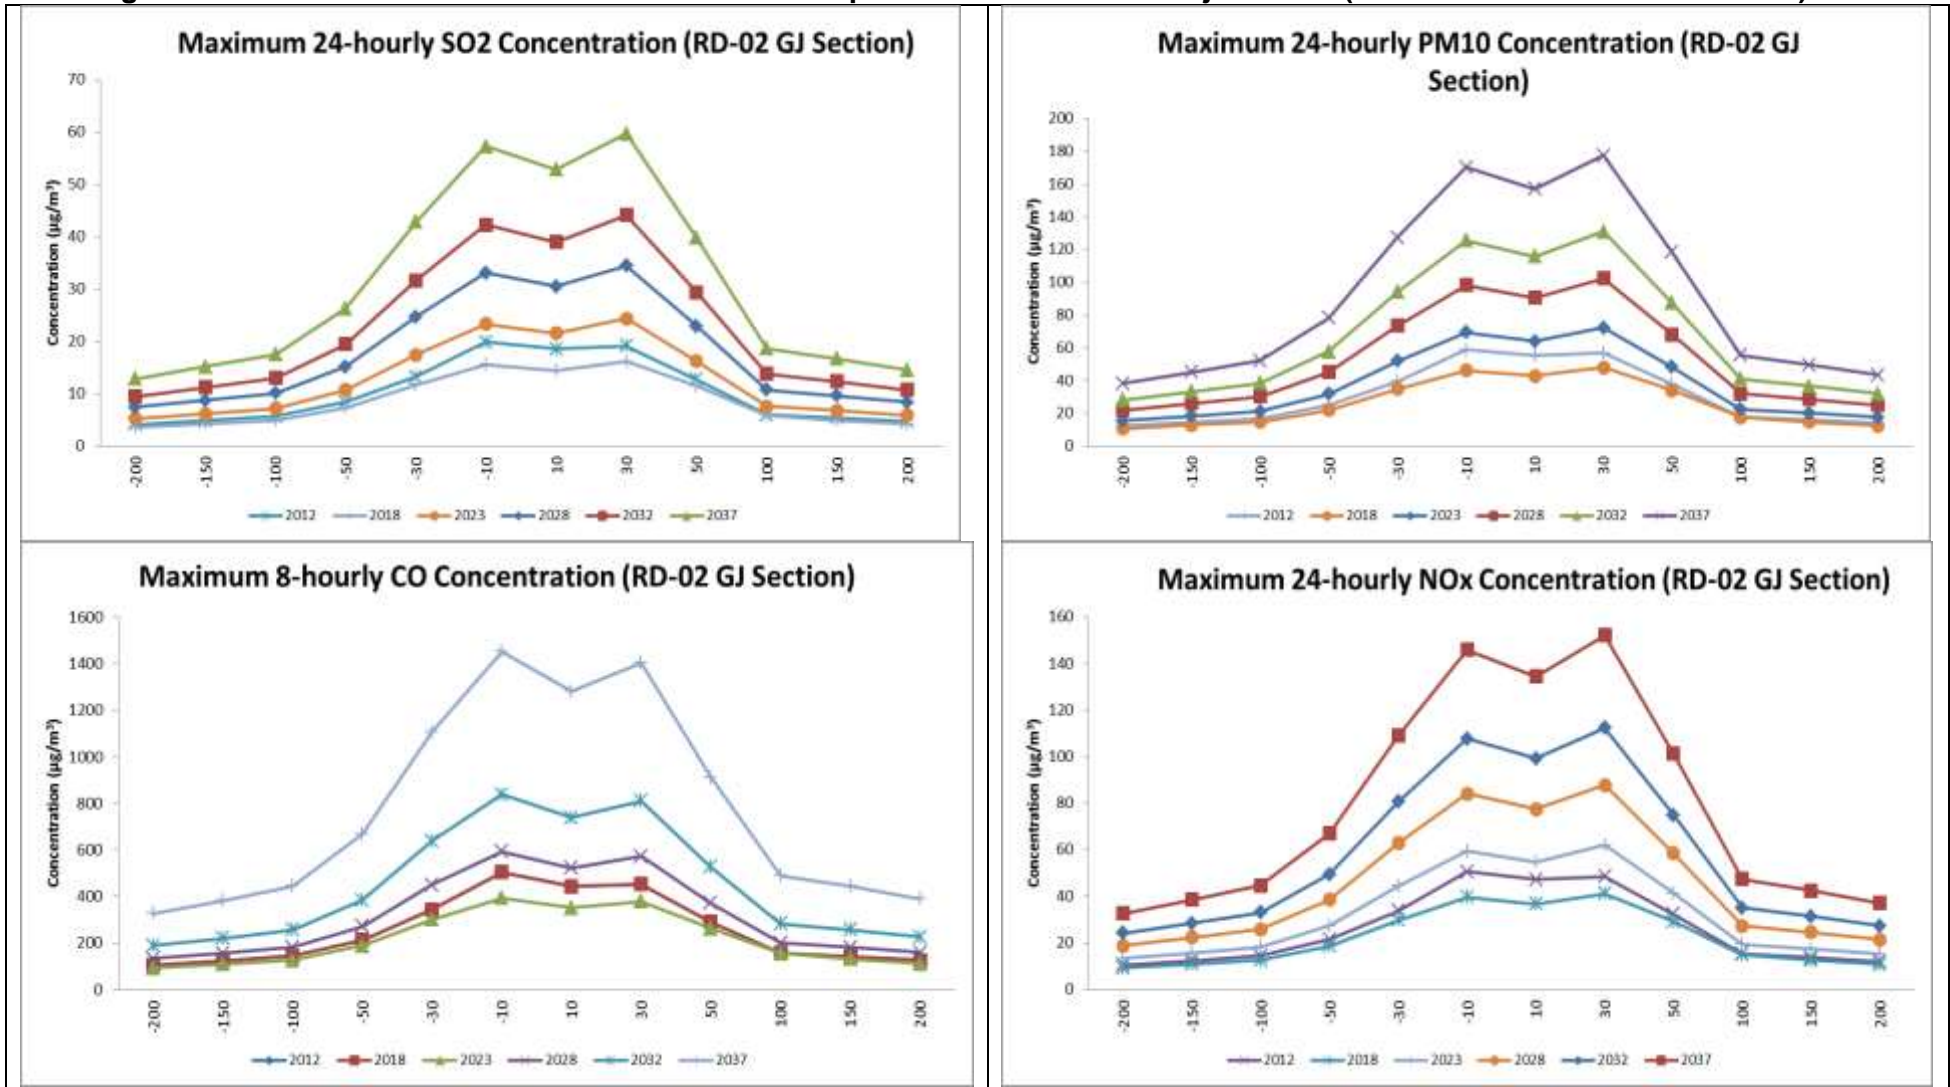 Maximum 24-hourly SO2 Concentration (RD-02 GJ Section)
70
60
50
40
30
20
10
0
Concentration (µg/m³)
-200 -150 -100 -50 -30 -10 10 30 50 100 150 200
2012 2018 2023 2028 2032 2037
Maximum 24-hourly PM10 Concentration (RD-02 GJ
Section)
200
180
160
140
120
100
80
60
40
20
0
Concentration (µg/m³)
-200 -150 -100 -50 -30 -10 10 30 50 100 150 200
2012 2018 2023 2028 2032 2037
Maximum 8-hourly CO Concentration (RD-02 GJ Section)
1600
1400
1200
1000
800
600
400
200
0
Concentration (µg/m³)
-200 -150 -100 -50 -30 -10 10 30 50 100 150 200
2012 2018 2023 2028 2032 2037
Maximum 24-hourly NOx Concentration (RD-02 GJ Section)
160
140
120
100
80
60
40
20
0
Concentration (µg/m³)
-200 -150 -100 -50 -30 -10 10 30 50 100 150 200
2012 2018 2023 2028 2032 2037